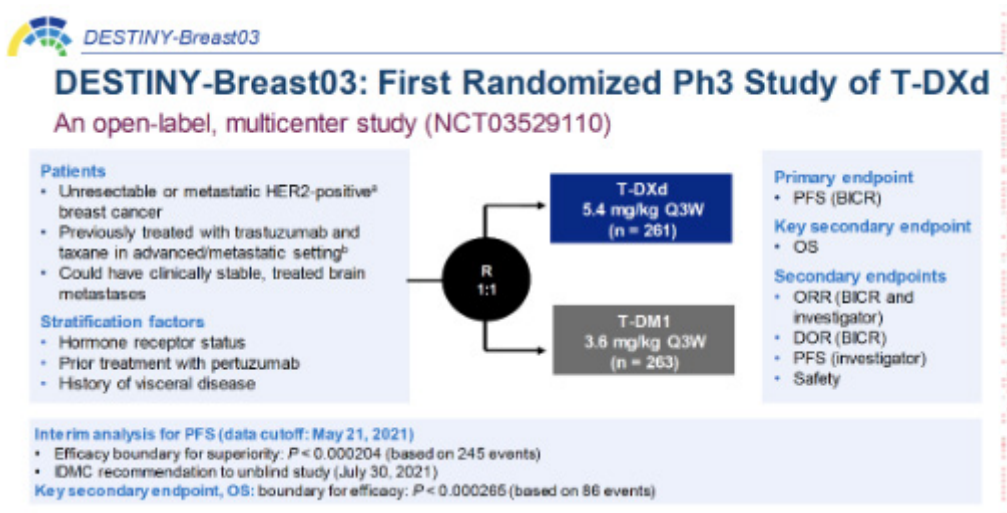 DESTINY-Breast03
DESTINY-Breast03: First Randomized Ph3 Study of T-DXd
An open-label, multicenter study (NCT03529110)
Patients
• Unresectable or metastatic HER2-positiveᵃ
breast cancer
• Previously treated with trastuzumab and
taxane in advanced/metastatic settingᵇ
• Could have clinically stable, treated brain
metastases
Stratification factors
• Hormone receptor status
• Prior treatment with pertuzumab
• History of visceral disease
R
1:1
T-DXd
5.4 mg/kg Q3W
(n = 261)
T-DM1
3.6 mg/kg Q3W
(n = 263)
Primary endpoint
• PFS (BICR)
Key secondary endpoint
• OS
Secondary endpoints
• ORR (BICR and
investigator)
• DOR (BICR)
• PFS (investigator)
• Safety
Interim analysis for PFS (data cutoff: May 21, 2021)
• Efficacy boundary for superiority: P < 0.000204 (based on 245 events)
• IDMC recommendation to unblind study (July 30, 2021)
Key secondary endpoint, OS: boundary for efficacy: P < 0.000265 (based on 86 events)